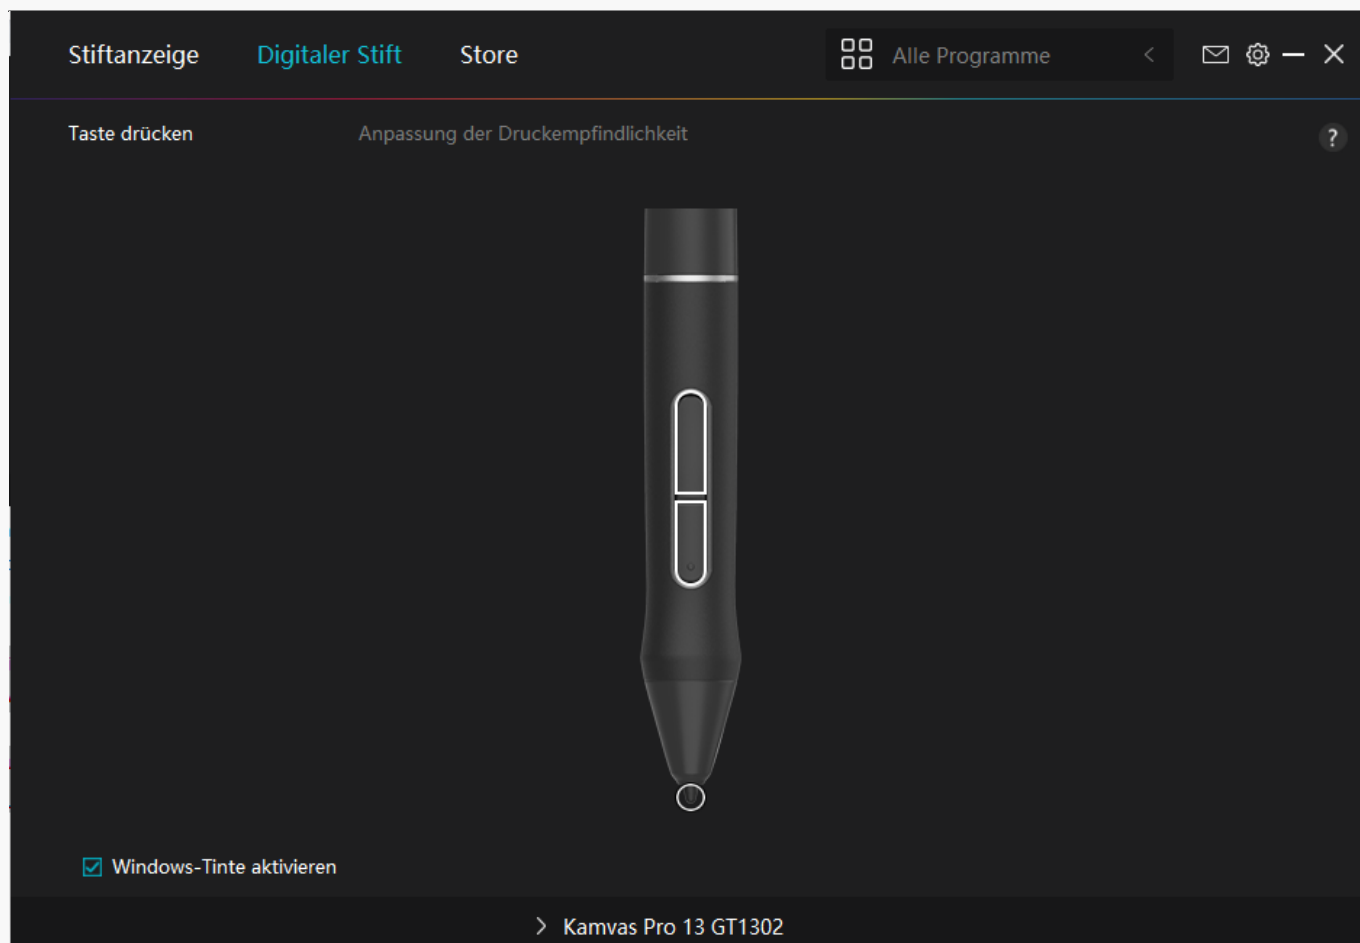 Stiftanzeige Digitaler Stift Store Alle Programme
Taste drücken Anpassung der Druckempfindlichkeit ?
Windows-Tinte aktivieren
Kamvas Pro 13 GT1302